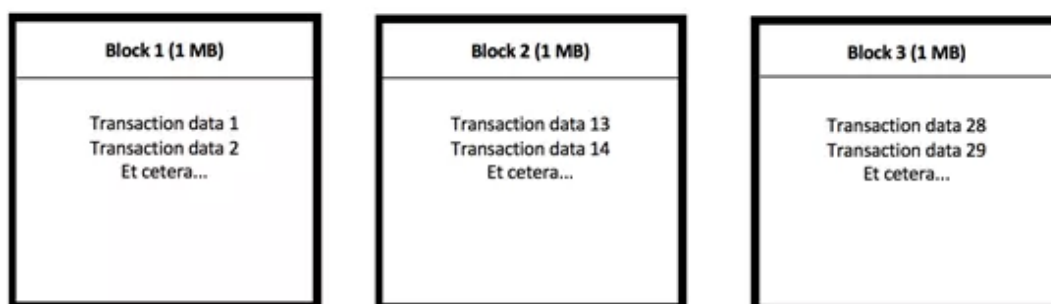 Block 1 (1 MB)
Transaction data 1
Transaction data 2
Et cetera...
Block 2 (1 MB)
Transaction data 13
Transaction data 14
Et cetera...
Block 3 (1 MB)
Transaction data 28
Transaction data 29
Et cetera...